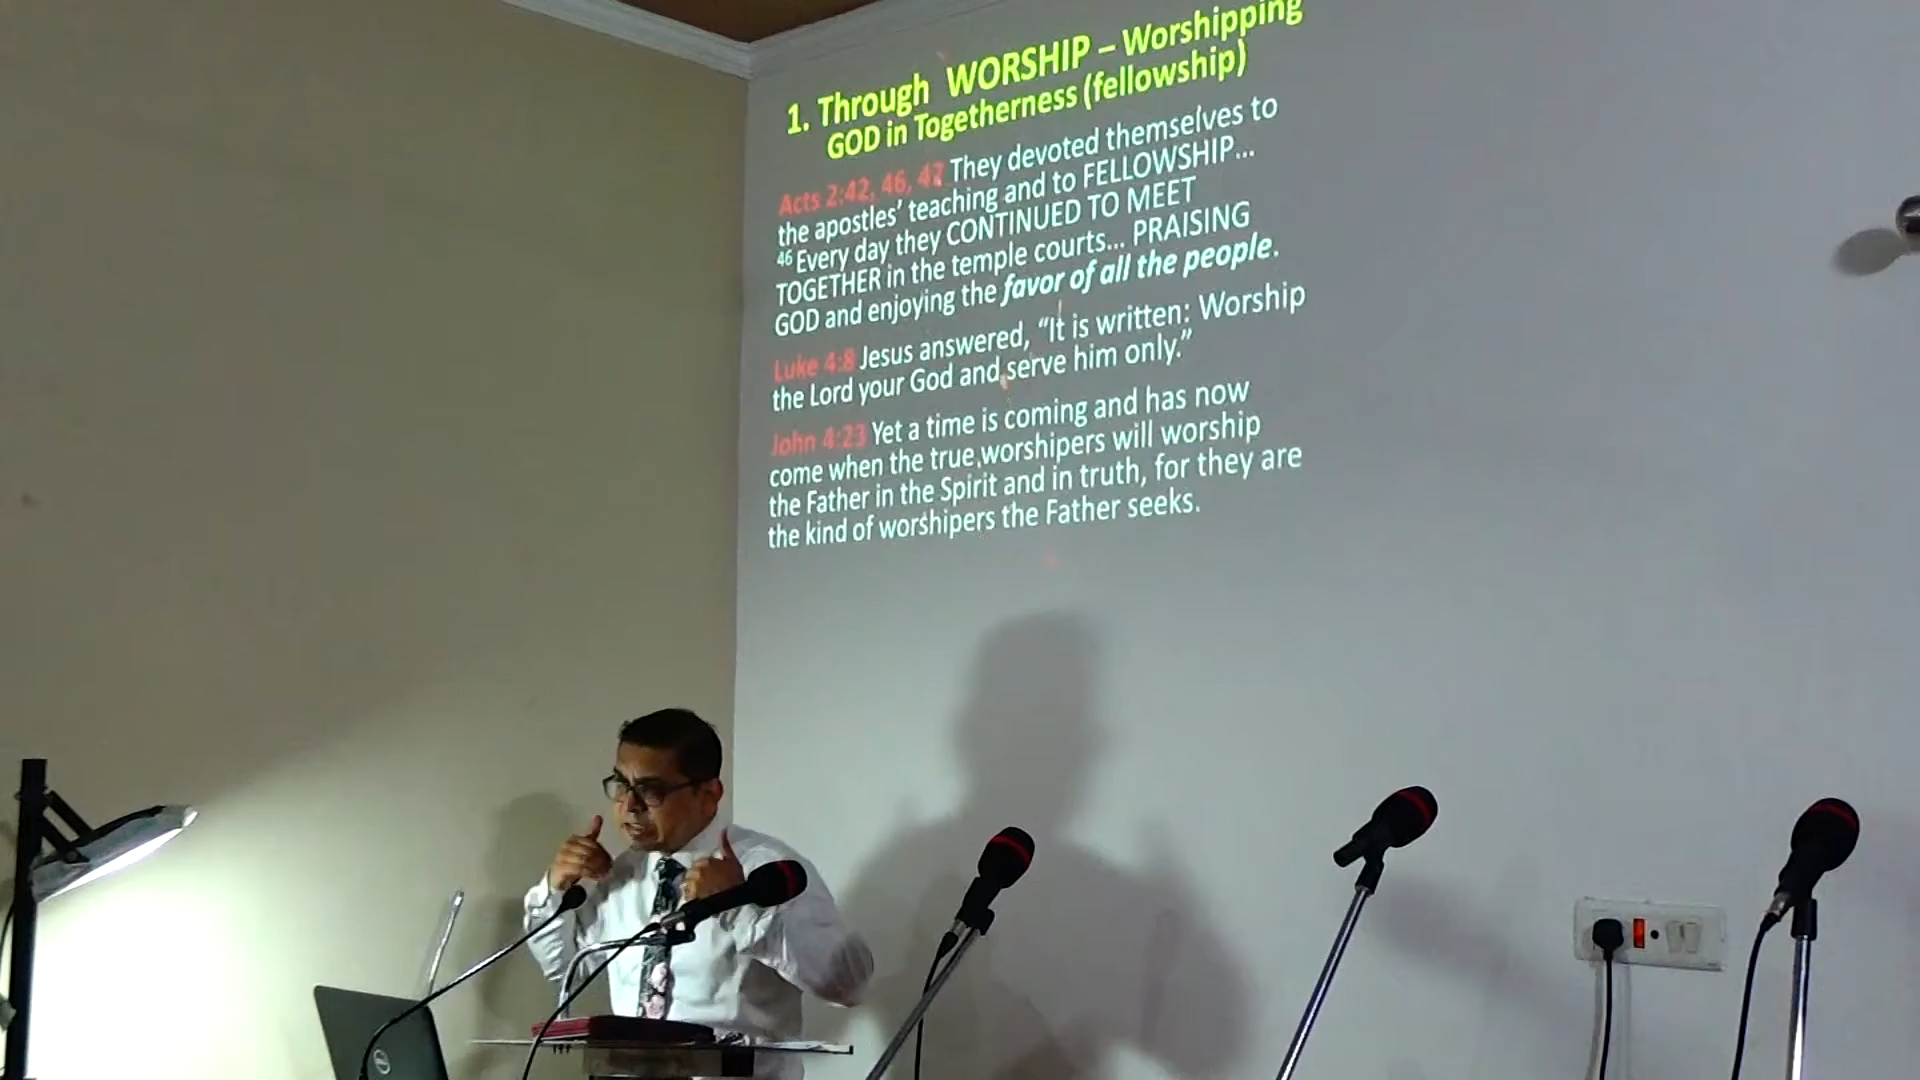 1. Through WORSHIP – Worshipping
GOD in Togetherness (fellowship)
Acts 2:42, 46, 47 They devoted themselves to
the apostles’ teaching and to FELLOWSHIP...
46 Every day they CONTINUED TO MEET
TOGETHER in the temple courts... PRAISING
GOD and enjoying the favor of all the people.
Luke 4:8 Jesus answered, “It is written: Worship
the Lord your God and serve him only.”
John 4:23 Yet a time is coming and has now
come when the true worshipers will worship
the Father in the Spirit and in truth, for they are
the kind of worshipers the Father seeks.
DELL